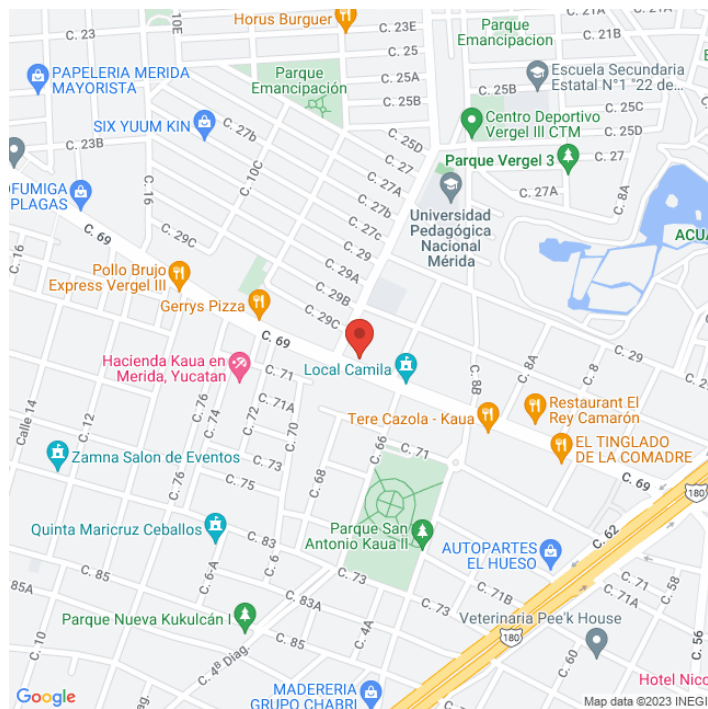 10E
Horus Burguer
C. 23E
C. 21A
C. 21A
C. 23
C. 25
Parque
Emancipacion
C. 21B
PAPELERIA MERIDA
MAYORISTA
Parque
Emancipación
C. 25A
C. 25B
C. 25B
Escuela Secundaria
Estatal N°1 "22 de...
C. 25C
SIX YUUM KIN
C. 27b
C. 25D
Centro Deportivo
Vergel III CTM
C. 25D
C. 23B
C. 10C
C. 27
Parque Vergel 3
C. 27
C. 27A
C. 27A
C. 8A
OFUMIGA
PLAGAS
C. 16
C. 27b
Universidad
Pedagógica
Nacional
Mérida
C. 69
C. 29C
C. 27c
C. 29
ACUA
C. 16
C. 29A
Pollo Brujo
Express Vergel III
C. 29B
Gerrys Pizza
C. 29C
C. 69
C. 29
Hacienda Kaua en
Merida, Yucatan
C. 71
Local Camila
C. 8B
C. 8A
C. 8
C. 29
Calle 14
C. 12
C. 76
C. 74
C. 72
C. 71A
C. 70
Tere Cazola - Kaua
Restaurant El
Rey Camarón
C. 66
C. 71
EL TINGLADO
DE LA COMADRE
Zamna Salon de Eventos
C. 73
C. 68
C. 69
C. 76
C. 75
180
Quinta Maricruz Ceballos
C. 83
Parque San
Antonio Kaua II
C. 62
AUTOPARTES
EL HUESO
C. 85
C. 6-A
C. 6
C. 73
C. 71
C. 58
85A
C. 83A
C. 71B
C. 71A
Parque Nueva Kukulcán I
C. 73
C. 10
C. 85
C. 4A
180
Veterinaria Pee'k House
C. 56
C. 4ª Diag.
C. 60
Diag.
MADERERIA
GRUPO CHABRI
Hotel Nico
Google
Map data ©2023 INEGI